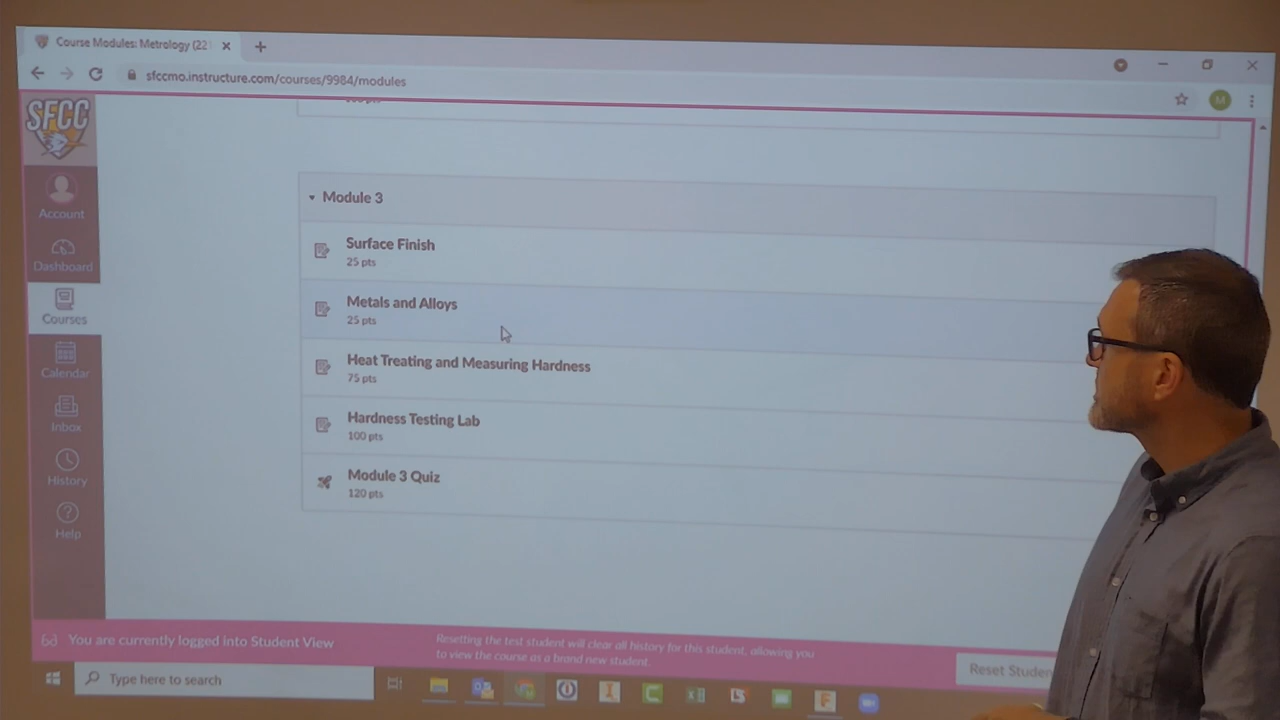 Course Modules: Metrology (221
sfccmo.instructure.com/courses/9984/modules
M
SFCC
Account
Dashboard
Courses
Calendar
Inbox
History
Help
Module 3
Surface Finish
25 pts
Metals and Alloys
25 pts
Heat Treating and Measuring Hardness
75 pts
Hardness Testing Lab
100 pts
Module 3 Quiz
120 pts
You are currently logged into Student View
Resetting the test student will clear all history for this student, allowing you
to view the course as a brand new student.
Reset Studen
Type here to search